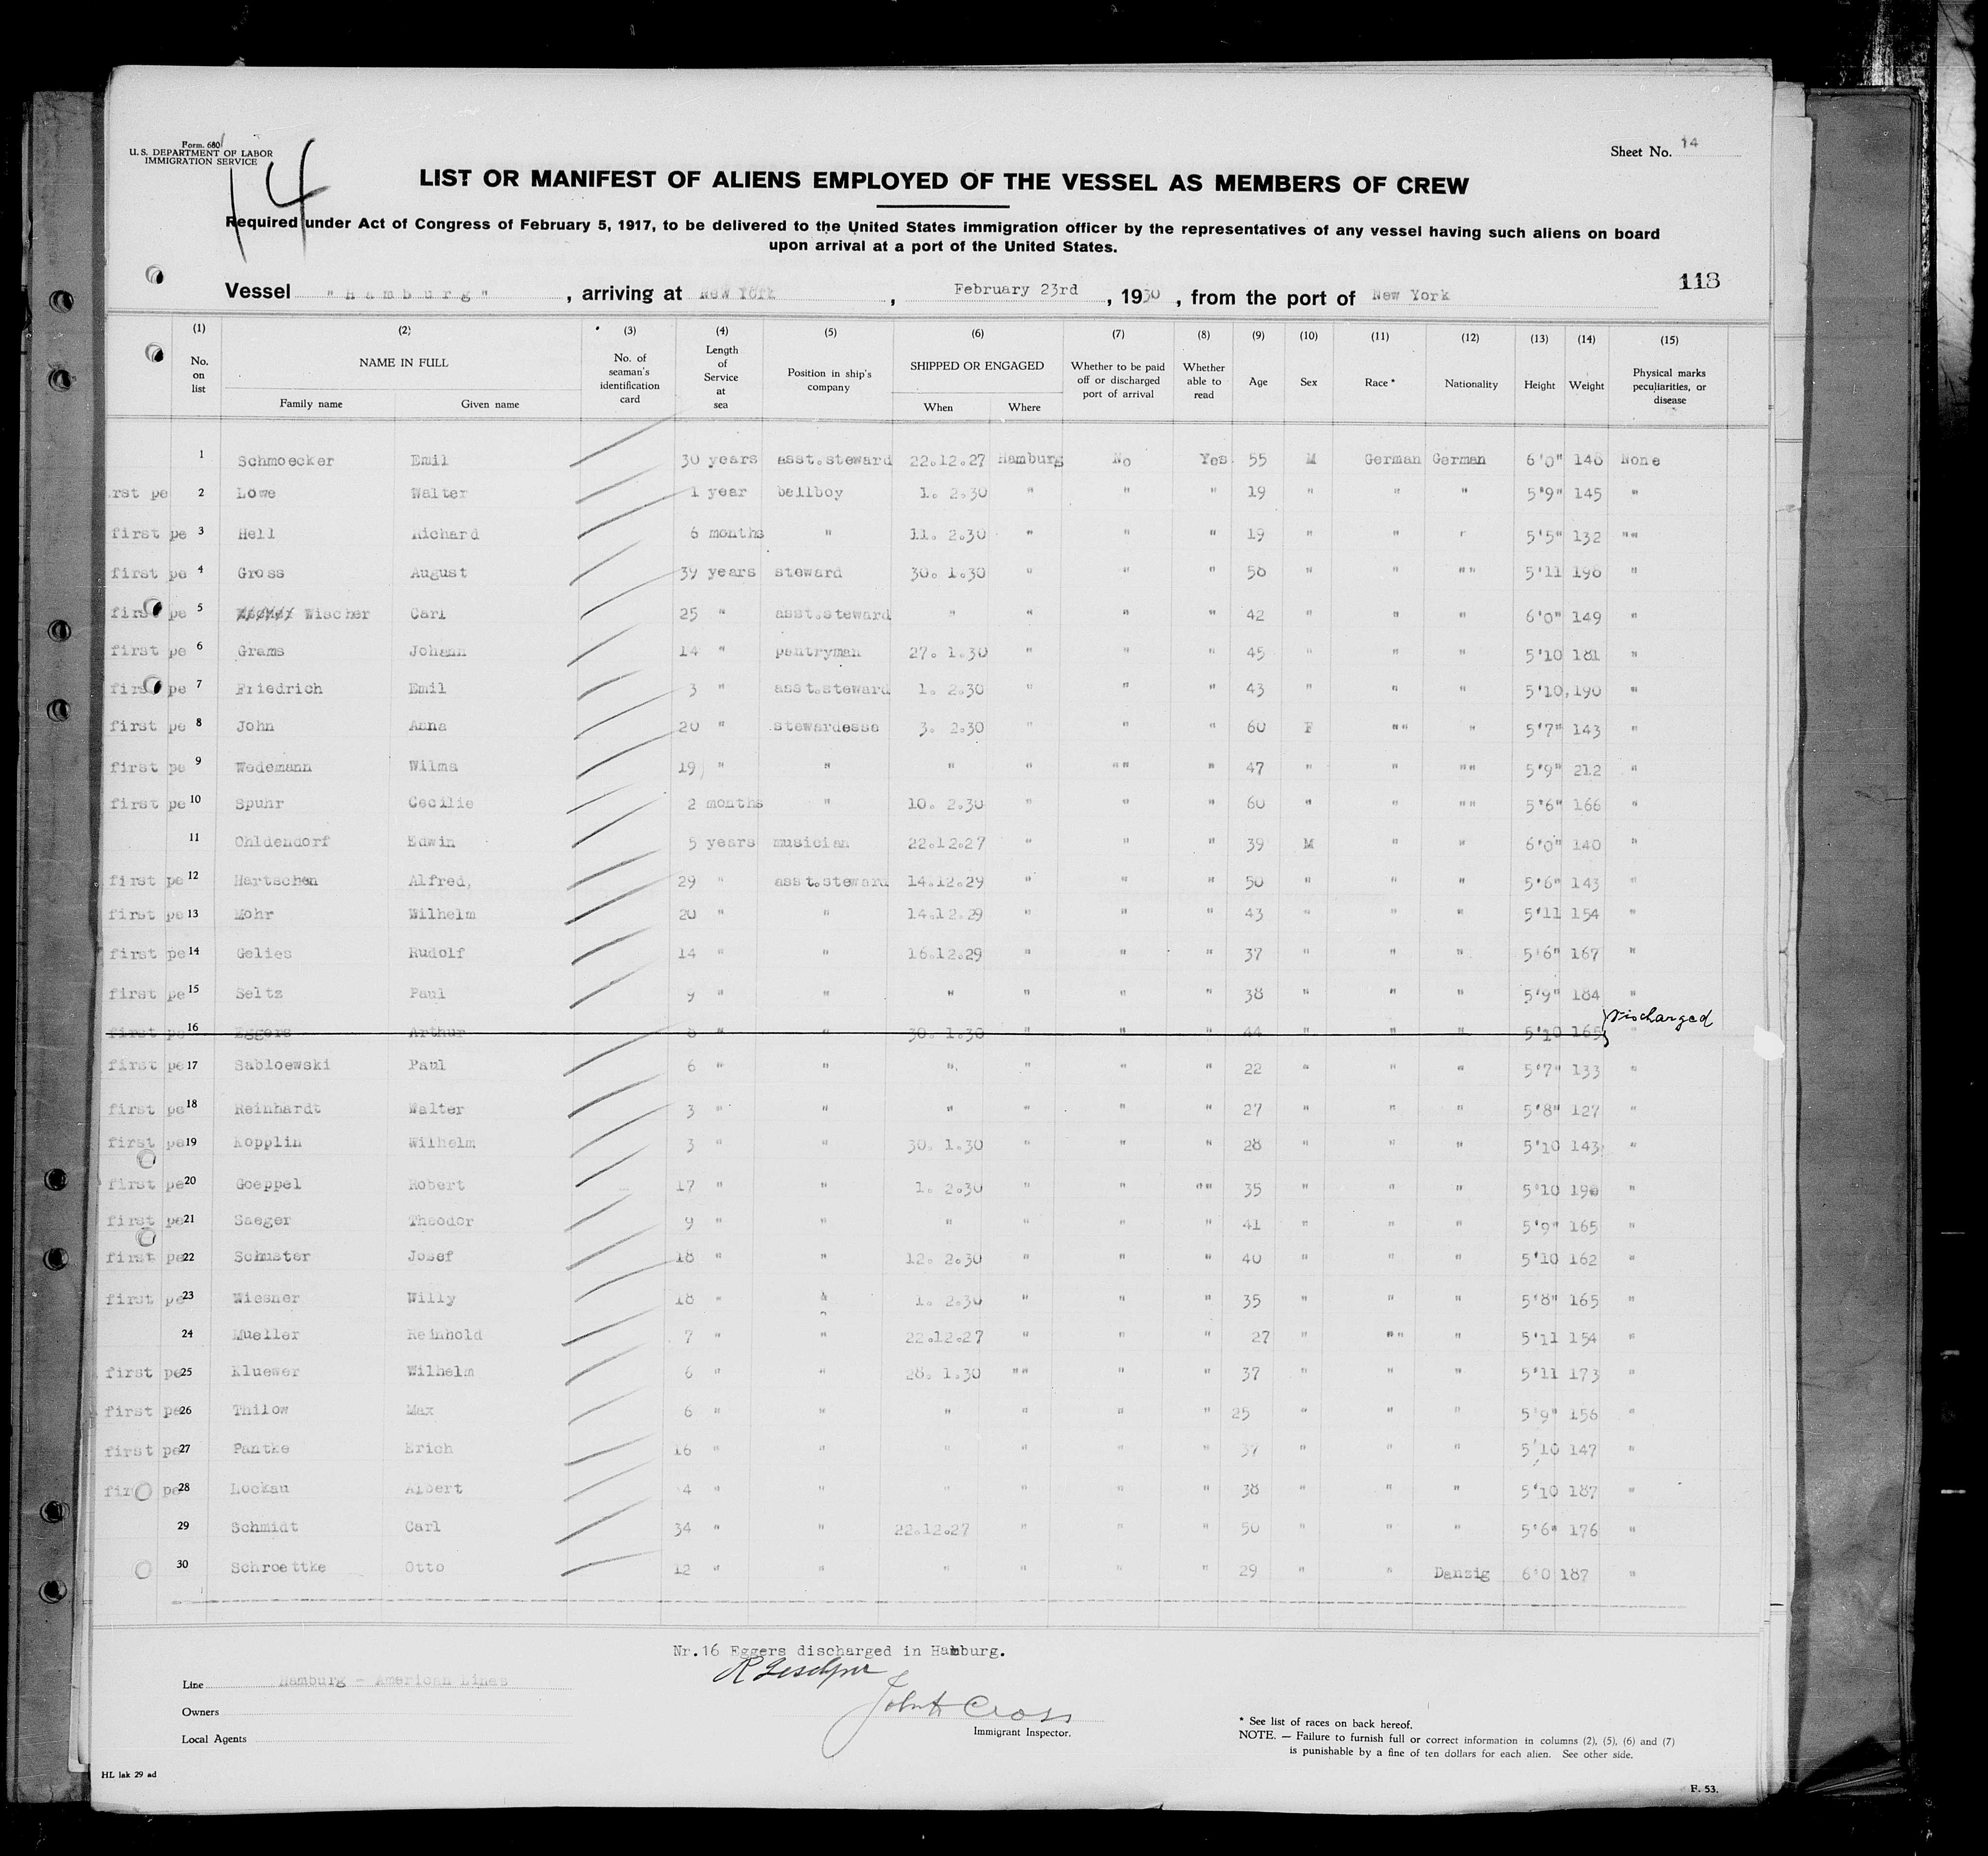 Form. 680
U. S. DEPARTMENT OF LABOR
IMMIGRATION SERVICE
14
Sheet No. 14
LIST OR MANIFEST OF ALIENS EMPLOYED OF THE VESSEL AS MEMBERS OF CREW
Required under Act of Congress of February 5, 1917, to be delivered to the United States immigration officer by the representatives of any vessel having such aliens on board
upon arrival at a port of the United States.
Vessel "Hamburg", arriving at New York, February 23rd, 1930, from the port of New York
113
(1) (2) (3) (4) (5) (6) (7) (8) (9) (10) (11) (12) (13) (14) (15)
No. on list NAME IN FULL Family name Given name No. of seaman's identification card Length of Service at sea Position in ship's company SHIPPED OR ENGAGED When Where Whether to be paid off or discharged port of arrival Whether able to read Age Sex Race * Nationality Height Weight Physical marks peculiarities, or disease
1 Schmoecker Emil 30 years asst.steward 22.12.27 Hamburg No Yes 55 M German German 6'0" 148 None
rst pe 2 Lowe Walter 1 year bellboy 1. 2.30 " " " 19 " " " 5'9" 145 "
first pe 3 Hell Richard 6 months " 11. 2.30 " " " 19 " " " 5'5" 132 ""
first pe 4 Gross August 39 years steward 30. 1.30 " " " 58 " " "" 5'11 198 "
first pe 5 Wischer Carl 25 " asst.steward " " " " 42 " " " 6'0" 149 "
first pe 6 Grams Johann 14 " pantryman 27. 1.30 " " " 45 " " " 5'10 181 "
first pe 7 Friedrich Emil 3 " asst.steward 1. 2.30 " " " 43 " " " 5'10,190 "
first pe 8 John Anna 20 " stewardess 3. 2.30 " " " 60 F "" " 5'7" 143 "
first pe 9 Wedemann Wilma 19 " " " " "" " 47 " " "" 5'9" 212 "
first pe 10 Spuhr Cecilie 2 months " 10. 2.30 " " " 60 " " "" 5'6" 166 "
11 Ohldendorf Edwin 5 years musician 22.12.27 " " " 39 M " " 6'0" 140 "
first pe 12 Hartschen Alfred, 29 " asst.steward 14.12.29 " " " 50 " " " 5'6" 143 "
first pe 13 Mohr Wilhelm 20 " " 14.12.29 " " " 43 " " " 5'11 154 "
first pe 14 Gelies Rudolf 14 " " 16.12.29 " " " 37 " " " 5'6" 167 "
first pe 15 Seltz Paul 9 " " " " " " 38 " " " 5'9" 184 "
first pe 16 Eggers Arthur 8 " " 30. 1.30 " " " 44 " " " 5'10 165 " Discharged
first pe 17 Sabloewski Paul 6 " " " " " " 22 " " " 5'7" 133 "
first pe 18 Reinhardt Walter 3 " " " " " " 27 " " " 5'8" 127 "
first pe 19 Kopplin Wilhelm 3 " " 30. 1.30 " " " 28 " " " 5'10 143 "
first pe 20 Goeppel Robert 17 " " 1. 2.30 " " "" 35 " " " 5'10 190 "
first pe 21 Saeger Theodor 9 " " " " " " 41 " " " 5'9" 165 "
first pe 22 Schuster Josef 18 " " 12. 2.30 " " " 40 " " " 5'10 162 "
first pe 23 Wiesner Willy 18 " " 1. 2.30 " " " 35 " " " 5'8" 165 "
24 Mueller Reinhold 7 " " 22.12.27 " " " 27 " "" " 5'11 154 "
first pe 25 Kluewer Wilhelm 6 " " 28. 1.30 "" " " 37 " " " 5'11 173 "
first pe 26 Thilow Max 6 " " " " " " 25 " " " 5'9" 156 "
first pe 27 Pantke Erich 16 " " " " " " 37 " " " 5'10 147 "
first pe 28 Lockau Albert 4 " " " " " " 38 " " " 5'10 187 "
29 Schmidt Carl 34 " " 22.12.27 " " " 50 " " " 5'6" 176 "
30 Schroettke Otto 12 " " " " " " 29 " " Danzig 6'0 187 "
Nr.16 Eggers discharged in Hamburg.
Line Hamburg - American Lines
Owners
Local Agents
John H Cross
Immigrant Inspector.
* See list of races on back hereof.
NOTE. — Failure to furnish full or correct information in columns (2), (5), (6) and (7)
is punishable by a fine of ten dollars for each alien. See other side.
HL lak 29 ad
F. 53.